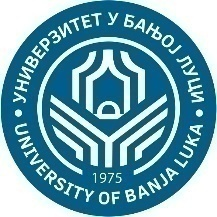 УНИВЕРЗИТЕТ У БАЊОЈ ЛУЦИ
1975
UNIVERSITY OF BANJA LUKA